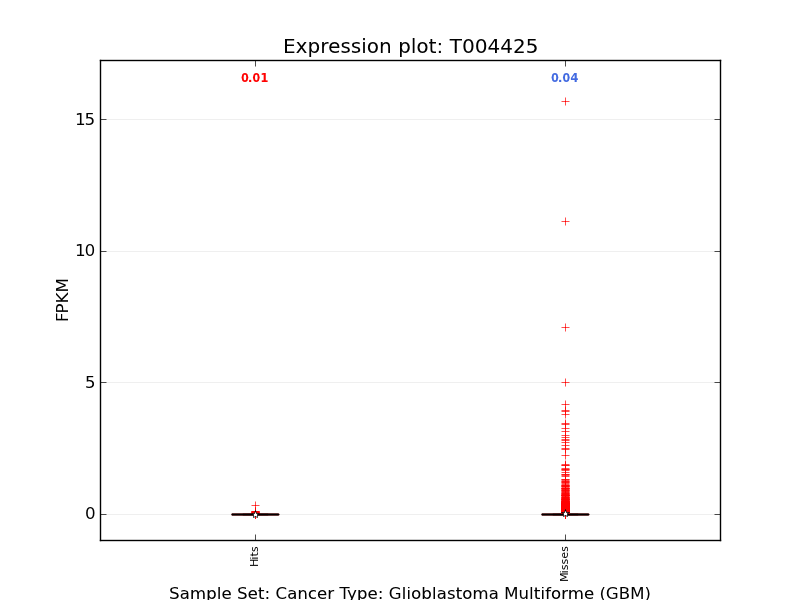 Expression plot: T004425
0.01
0.04
15
10
5
0
FPKM
Hits
Misses
Sample Set: Cancer Type: Glioblastoma Multiforme (GBM)